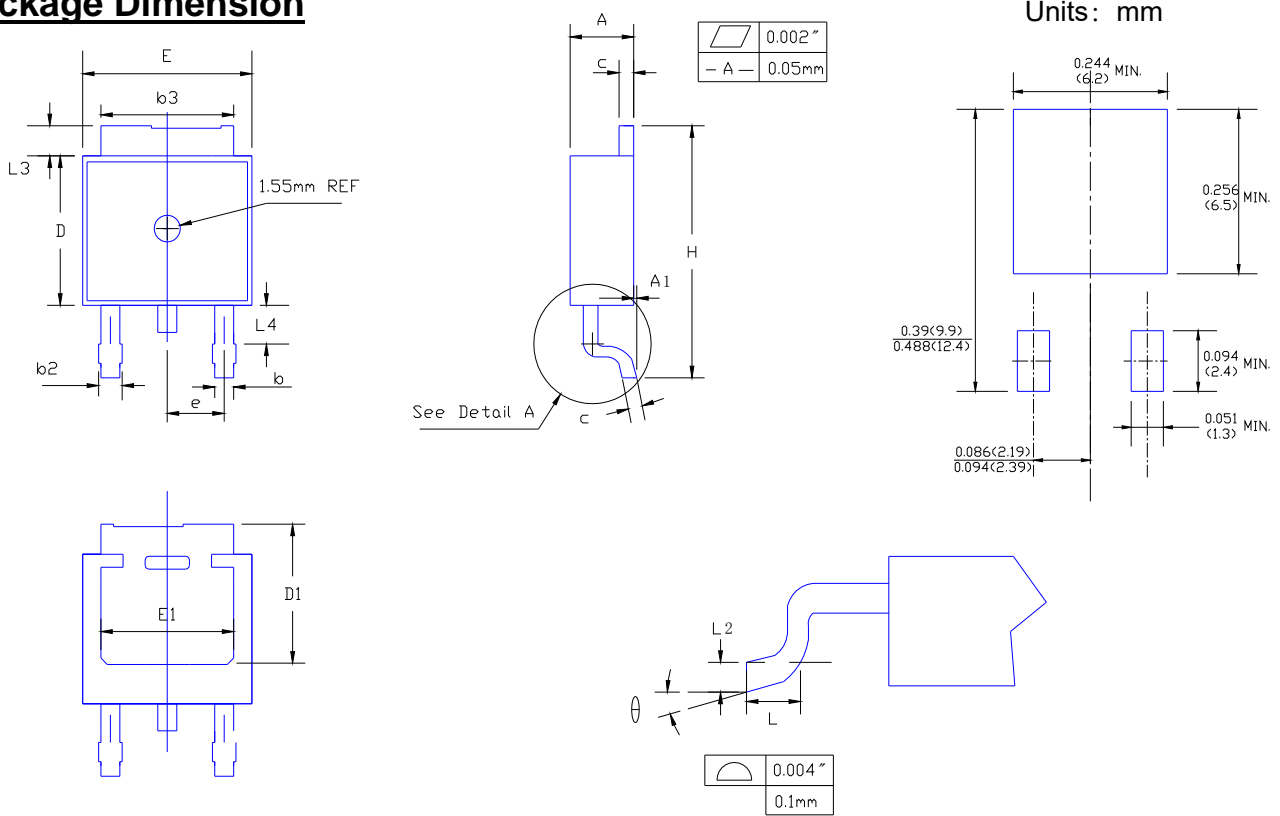 ckage Dimension
Units: mm
E
b3
L3
D
1.55mm REF
L4
b2
b
e
A
c
H
A1
See Detail A
c
0.002″
– A – 0.05mm
0.244
(6.2) MIN.
0.256
(6.5) MIN.
0.39(9.9)
0.488(12.4)
0.094
(2.4) MIN.
0.051
(1.3) MIN.
0.086(2.19)
0.094(2.39)
E1
D1
L2
θ
L
0.004″
0.1mm